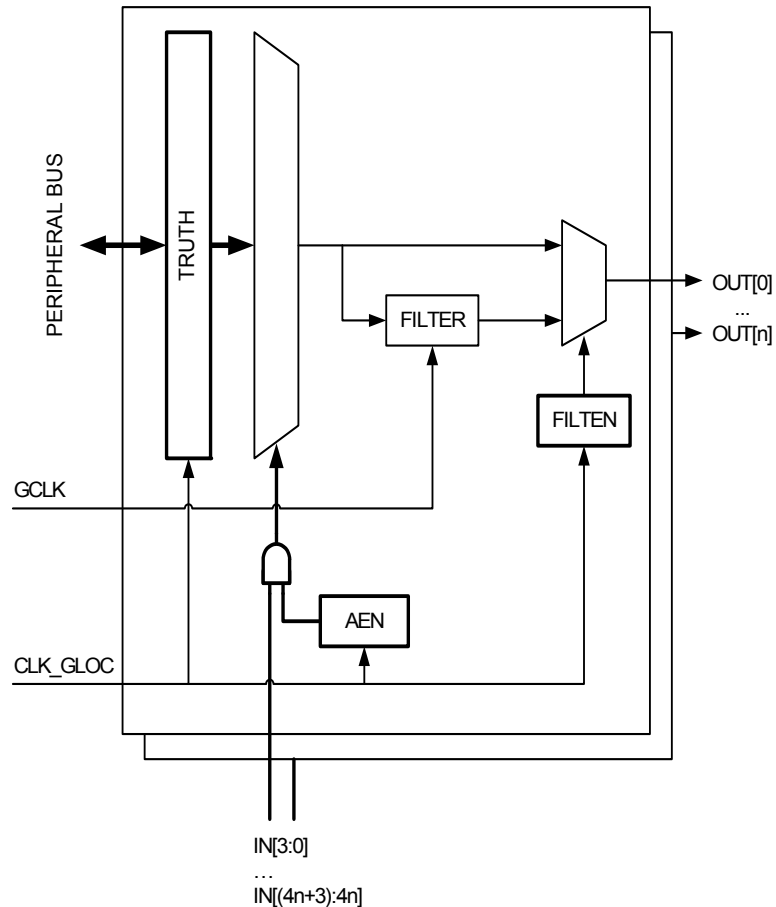 PERIPHERAL BUS
TRUTH
FILTER
OUT[0]
...
OUT[n]
FILTEN
GCLK
AEN
CLK_GLOC
IN[3:0]
...
IN[(4n+3):4n]